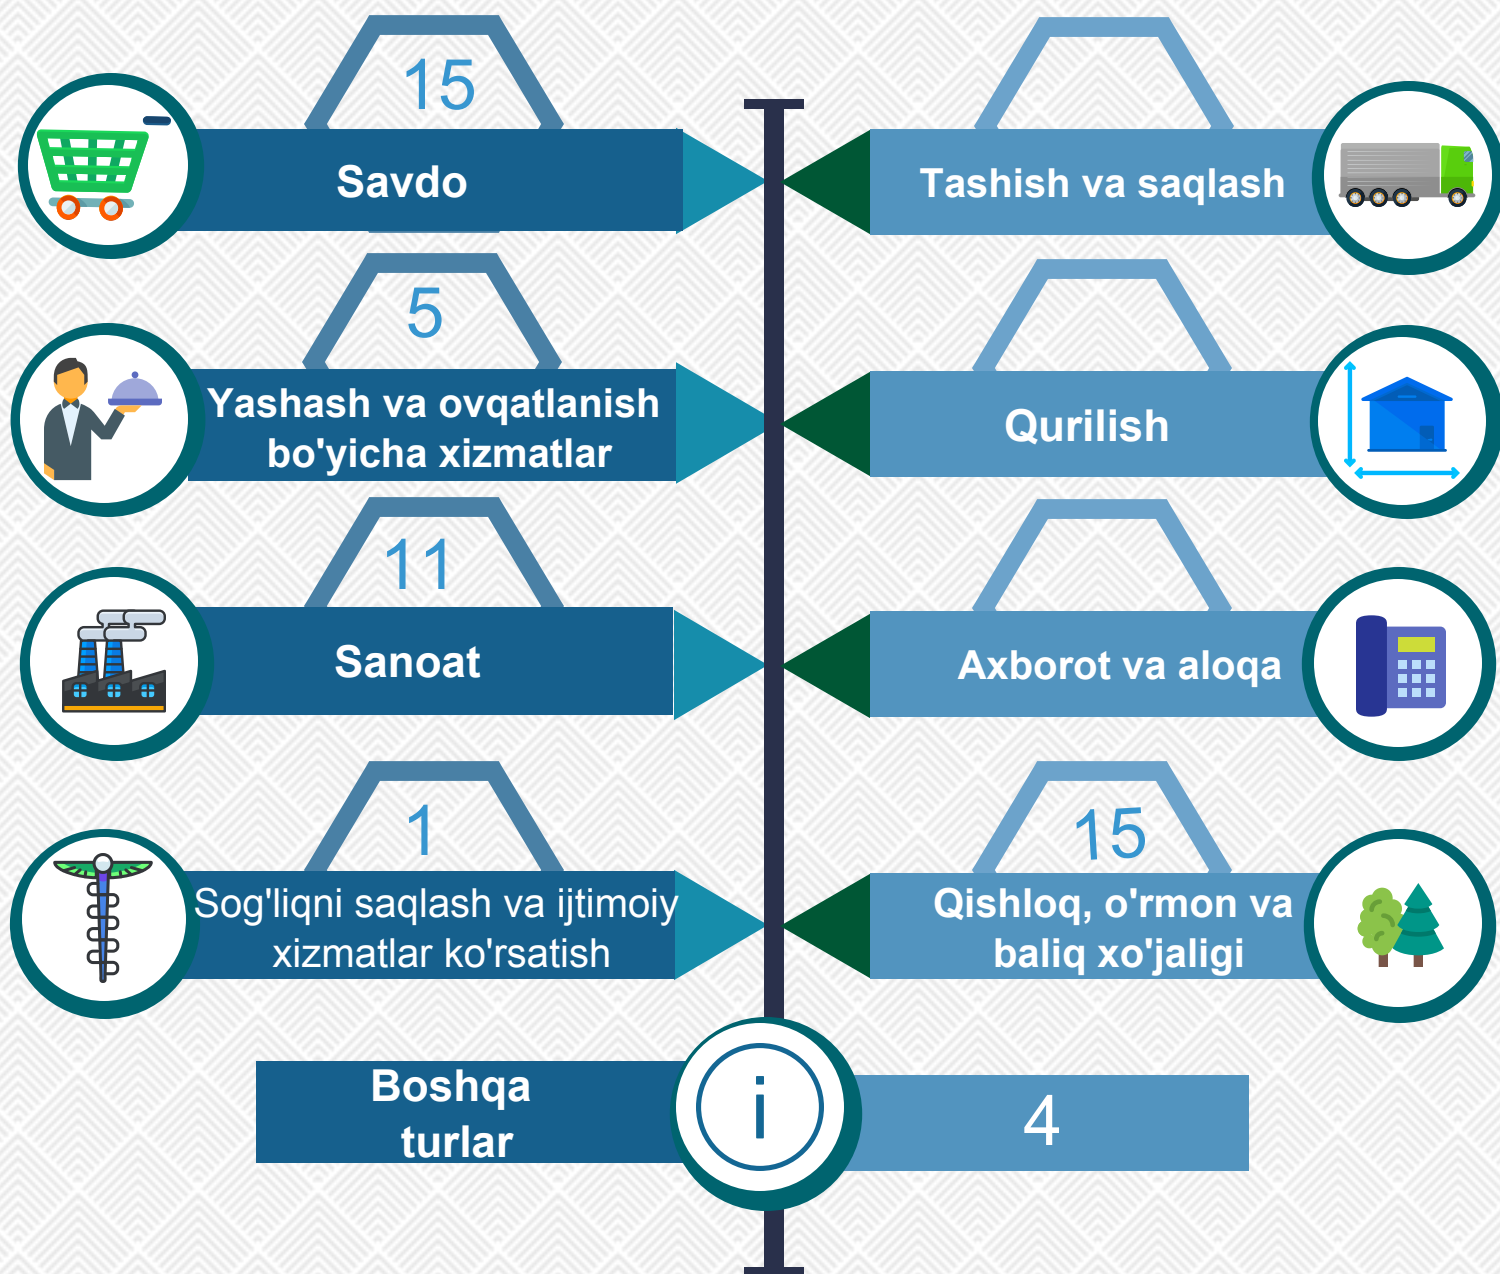 15
Savdo
Tashish va saqlash
5
Yashash va ovqatlanish
bo'yicha xizmatlar
Qurilish
11
Sanoat
Axborot va aloqa
1
Sog'liqni saqlash va ijtimoiy
xizmatlar ko'rsatish
15
Qishloq, o'rmon va
baliq xo'jaligi
Boshqa
turlar
i
4